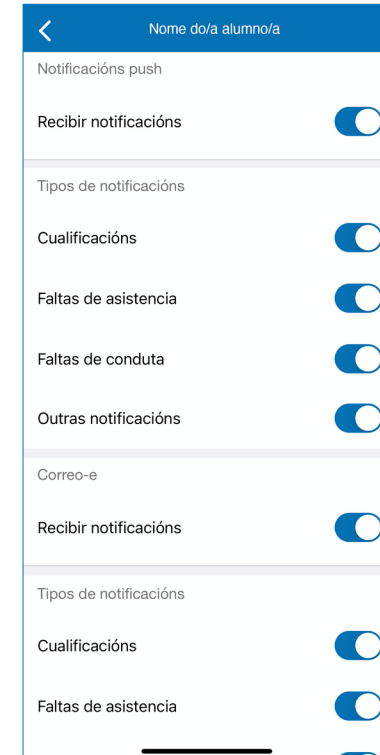 Nome do/a alumno/a
Notificacións push
Recibir notificacións
Tipos de notificacións
Cualificacións
Faltas de asistencia
Faltas de conduta
Outras notificacións
Correo-e
Recibir notificacións
Tipos de notificacións
Cualificacións
Faltas de asistencia